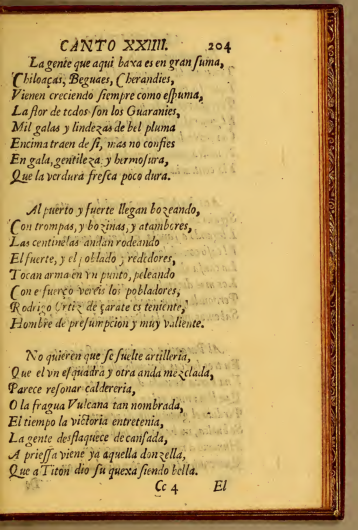 CANTO XXIIII. 204
La gente que aqui baxa es en gran ſuma,
Chiloaças, Beguaes, Cherandies,
Vienen creciendo ſiempre como eſpuma,
La flor de todos ſon los Guaranies,
Mil galas y lindezas de bel pluma
Encima traen de ſi, mas no confies
En gala, gentileza y hermoſura,
Que la verdura freſca poco dura.
Al puerto y fuerte llegan bozeando,
Con trompas, y bozinas, y atambores,
Las centinelas andan rodeando
El fuerte, y el poblado y rededores,
Tocan arma en vn punto, peleando
Con eſfuerço vereis los pobladores,
Rodrigo Ortiz de çarate es teniente,
Hombre de preſumpcion y muy valiente.
No quieren que ſe ſuelte artilleria,
Que el vn eſquadrã y otra anda mezclada,
Parece reſonar caldereria,
O la fragua Vulcana tan nombrada,
El tiempo la victoria entretenia,
La gente desflaquece de canſada,
A prieſſa viene ya aquella donzella,
Que a Titon dio ſu quexa ſiendo bella.
Cc 4 El